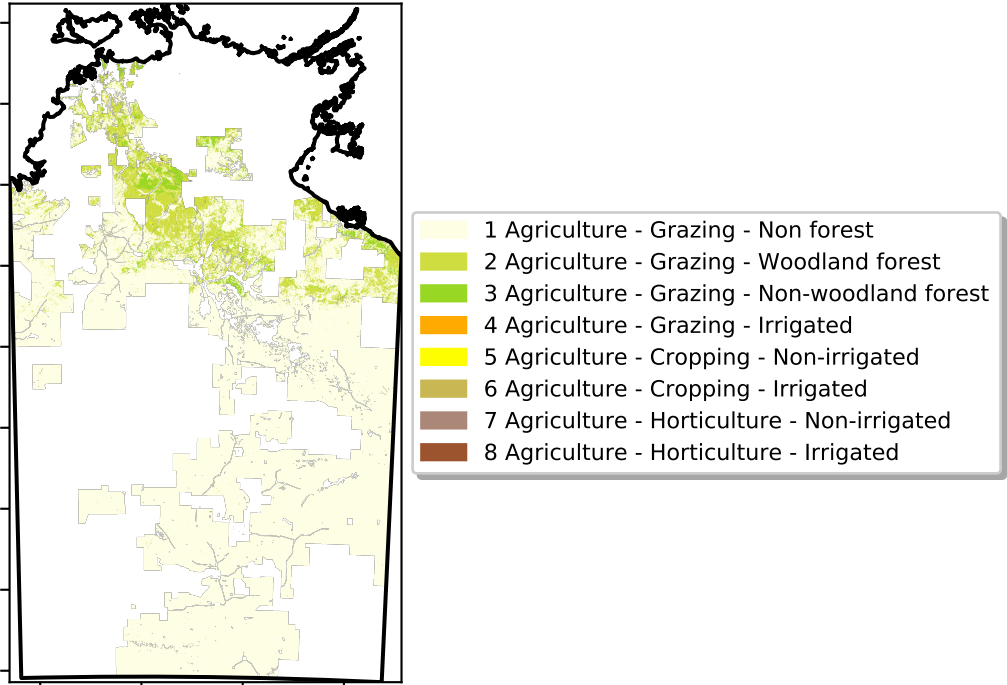 1 Agriculture - Grazing - Non forest
2 Agriculture - Grazing - Woodland forest
3 Agriculture - Grazing - Non-woodland forest
4 Agriculture - Grazing - Irrigated
5 Agriculture - Cropping - Non-irrigated
6 Agriculture - Cropping - Irrigated
7 Agriculture - Horticulture - Non-irrigated
8 Agriculture - Horticulture - Irrigated